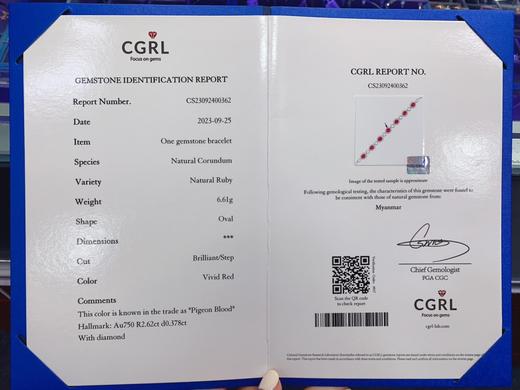 CGRL
Focus on gems
GEMSTONE IDENTIFICATION REPORT
Report Number. CS23092400362
Date 2023-09-25
Item One gemstone bracelet
Species Natural Corundum
Variety Natural Ruby
Weight 6.61g
Shape Oval
Dimensions ***
Cut Brilliant/Step
Color Vivid Red
Comments
This color is known in the trade as "Pigeon Blood"
Hallmark: Au750 R2.62ct d0.378ct
With diamond
CGRL REPORT NO.
CS23092400362
Image of the tested sample is approximate
Following gemological testing, the characteristics of this gemstone were found to
be consistent with those of natural gemstone from:
Myanmar
Scan the QR code
to check report
Chief Gemologist
FGA CGC
CGRL
Focus on gems
cgrl-lab.com